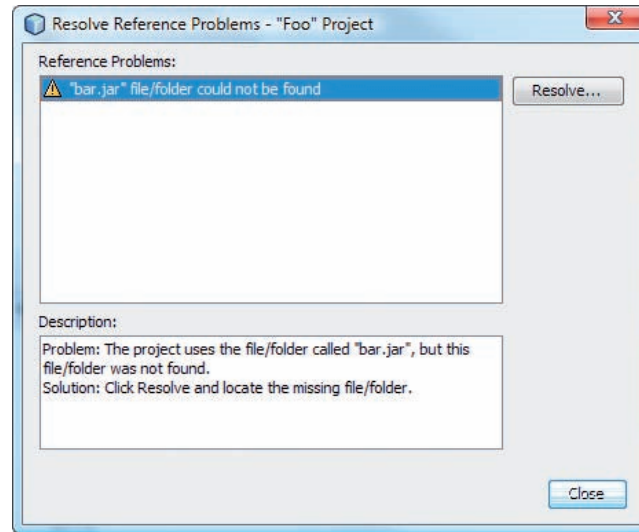 Resolve Reference Problems - "Foo" Project
Reference Problems:
"bar.jar" file/folder could not be found
Resolve...
Description:
Problem: The project uses the file/folder called "bar.jar", but this
file/folder was not found.
Solution: Click Resolve and locate the missing file/folder.
Close